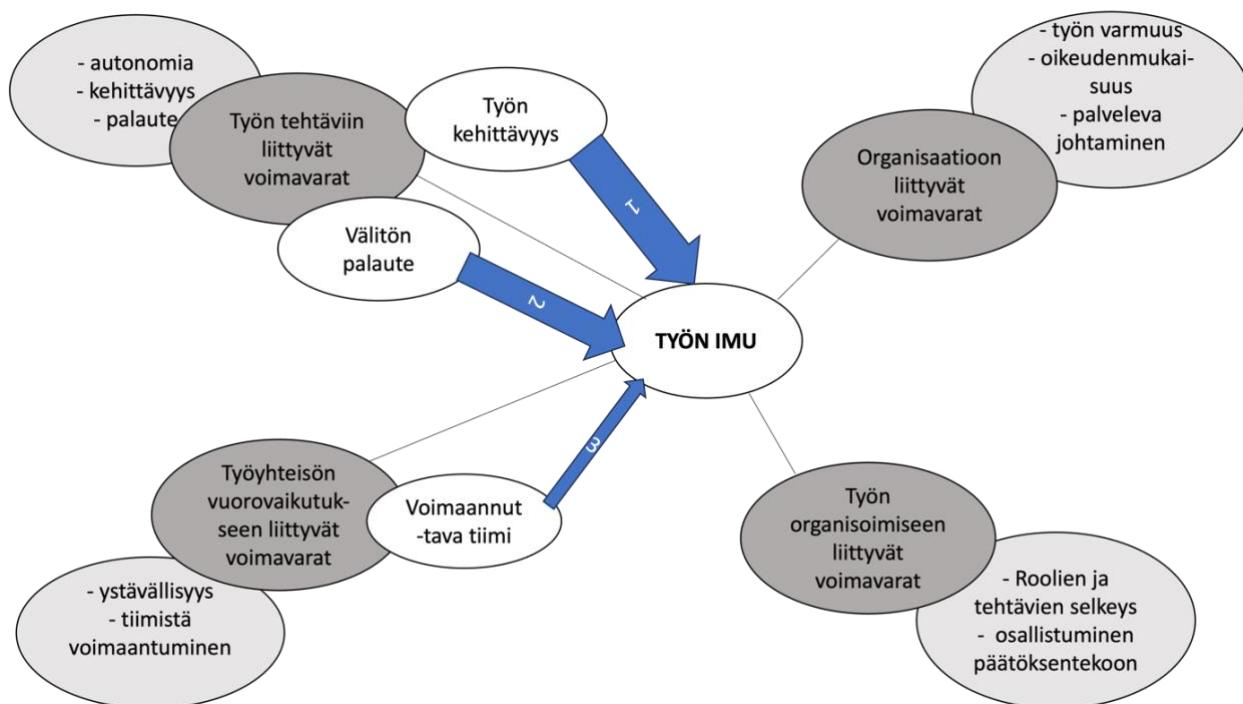 - autonomia
- kehittävyys
- palaute
Työn tehtäviin
liittyvät
voimavarat
Työn
kehittävyys
Välitön
palaute
1
2
- työn varmuus
- oikeudenmukai-
suus
- palveleva
johtaminen
Organisaatioon
liittyvät
voimavarat
TYÖN IMU
3
Työyhteisön
vuorovaikutuk-
seen liittyvät
voimavarat
Voimaannut
-tava tiimi
- ystävällisyys
- tiimistä
voimaantuminen
Työn
organisoimiseen
liittyvät
voimavarat
- Roolien ja
tehtävien selkeys
- osallistuminen
päätöksentekoon